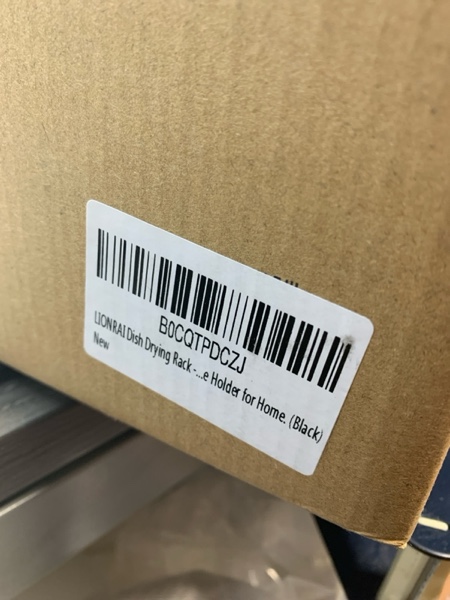 B0CQTPDCZJ
LIONRAI Dish Drying Rack -...e Holder for Home. (Black)
New